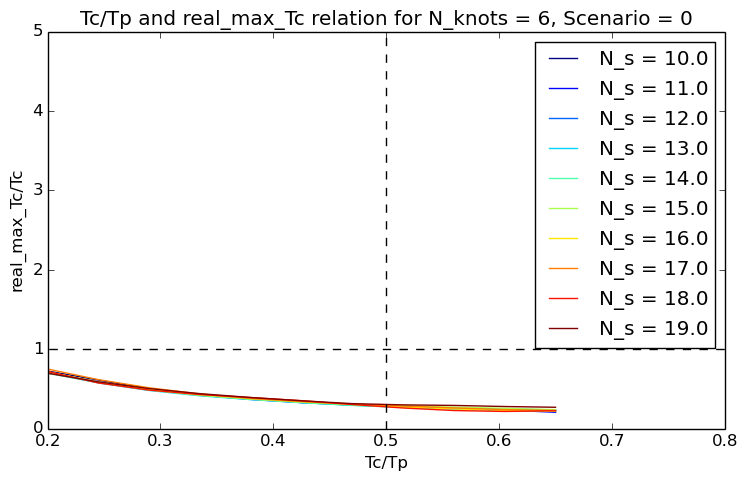 Tc/Tp and real_max_Tc relation for N_knots = 6, Scenario = 0
5
4
3
2
1
0
real_max_Tc/Tc
N_s = 10.0
N_s = 11.0
N_s = 12.0
N_s = 13.0
N_s = 14.0
N_s = 15.0
N_s = 16.0
N_s = 17.0
N_s = 18.0
N_s = 19.0
0.2 0.3 0.4 0.5 0.6 0.7 0.8
Tc/Tp